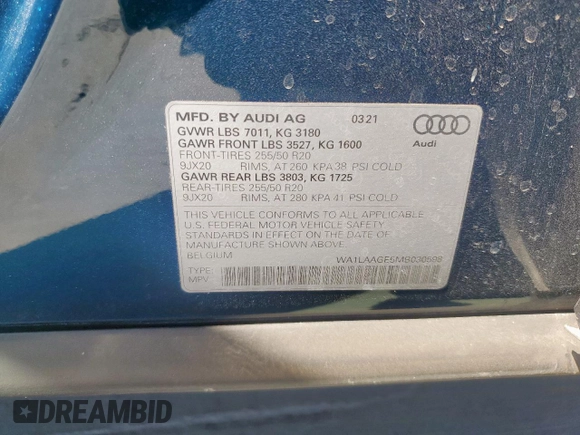 MFD. BY AUDI AG 03 21
GVWR LBS 7011, KG 3180
GAWR FRONT LBS 3527, KG 1600
FRONT-TIRES 255/50 R20
9JX20 RIMS, AT 260 KPA 38 PSI COLD
GAWR REAR LBS 3803, KG 1725
REAR-TIRES 255/50 R20
9JX20 RIMS, AT 280 KPA 41 PSI COLD
Audi
THIS VEHICLE CONFORMS TO ALL APPLICABLE
U.S. FEDERAL MOTOR VEHICLE SAFETY
STANDARDS IN EFFECT ON THE DATE OF
MANUFACTURE SHOWN ABOVE.
BELGIUM
TYPE:
MPV
DREAMBID